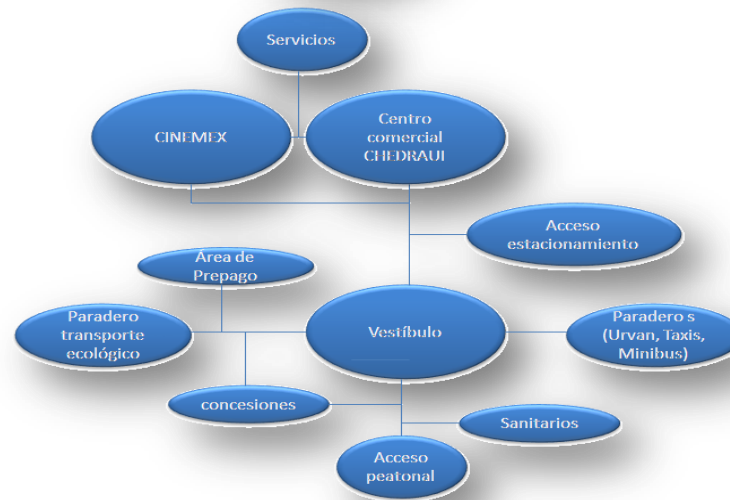 Servicios
CINEMEX
Centro
comercial
CHEDRAUI
Acceso
estacionamiento
Área de
Prepago
Paradero
transporte
ecológico
Vestíbulo
Paradero s
(Urvan, Taxis,
Minibus)
concesiones
Sanitarios
Acceso
peatonal